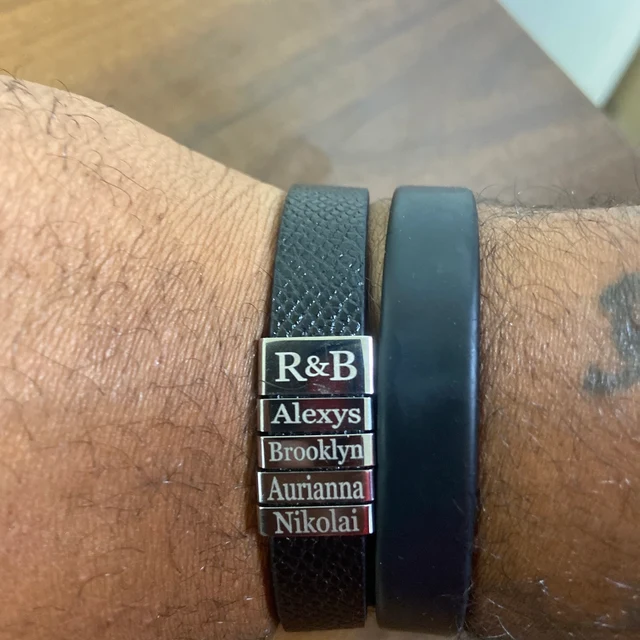 R&B
Alexys
Brooklyn
Aurianna
Nikolai